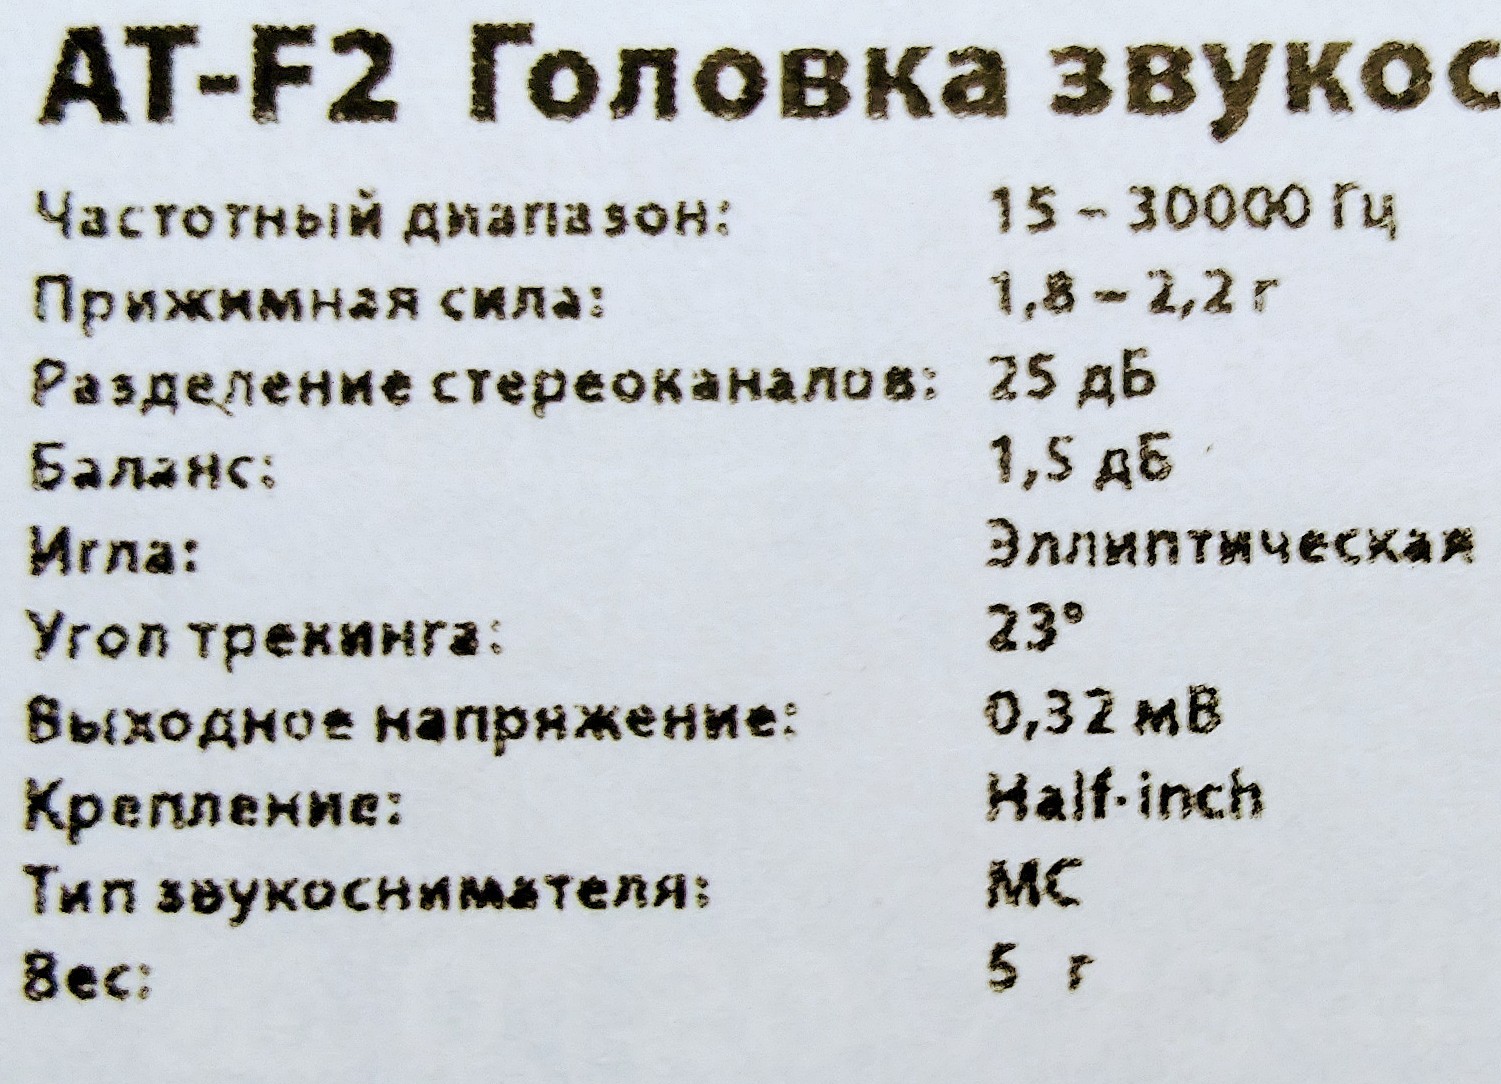 AT-F2 Головка звукос
Частотный диапазон: 15 – 30000 Гц
Прижимная сила: 1,8 – 2,2 г
Разделение стереоканалов: 25 дБ
Баланс: 1,5 дБ
Игла: Эллиптическая
Угол трекинга: 23°
Выходное напряжение: 0,32 мВ
Крепление: Half-inch
Тип звукоснимателя: MC
Вес: 5 г